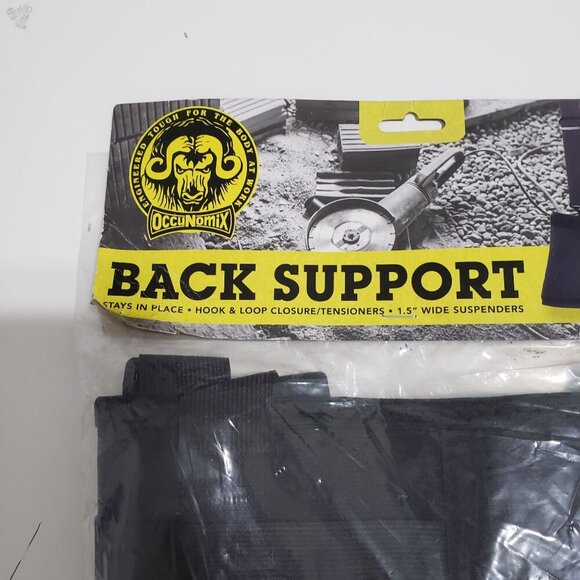 ENGINEERED TOUGH FOR THE BODY AT WORK
OCCUNOMIX
BACK SUPPORT
STAYS IN PLACE • HOOK & LOOP CLOSURE/TENSIONERS • 1.5" WIDE SUSPENDERS